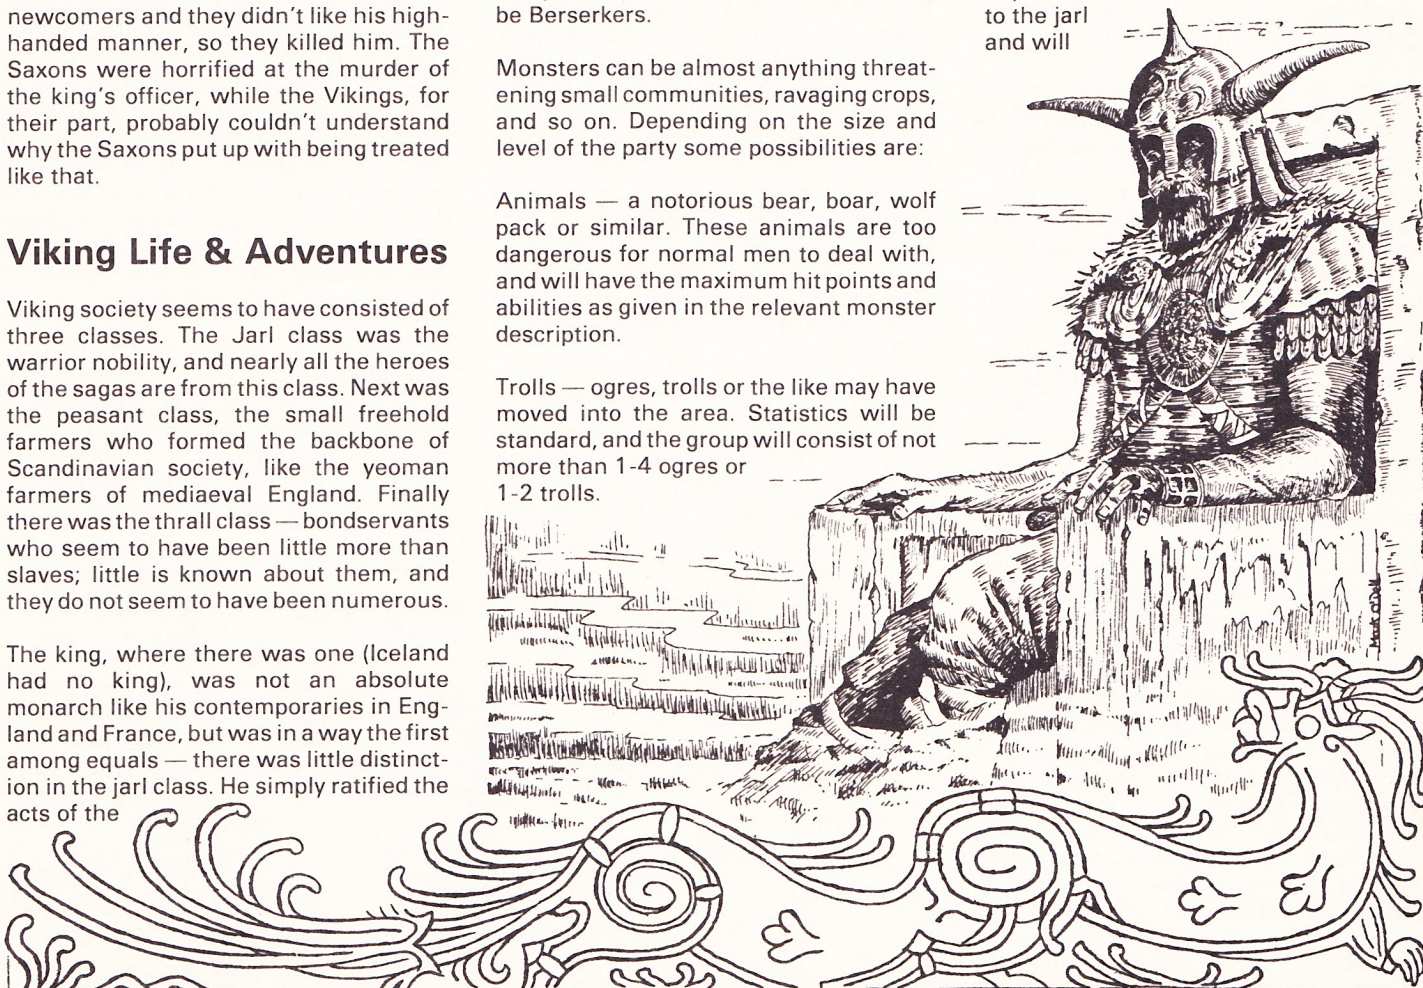 newcomers and they didn't like his high-
handed manner, so they killed him. The
Saxons were horrified at the murder of
the king's officer, while the Vikings, for
their part, probably couldn't understand
why the Saxons put up with being treated
like that.
Viking Life & Adventures
Viking society seems to have consisted of
three classes. The Jarl class was the
warrior nobility, and nearly all the heroes
of the sagas are from this class. Next was
the peasant class, the small freehold
farmers who formed the backbone of
Scandinavian society, like the yeoman
farmers of mediaeval England. Finally
there was the thrall class — bondservants
who seem to have been little more than
slaves; little is known about them, and
they do not seem to have been numerous.
The king, where there was one (Iceland
had no king), was not an absolute
monarch like his contemporaries in Eng-
land and France, but was in a way the first
among equals — there was little distinct-
ion in the jarl class. He simply ratified the
acts of the
be Berserkers.
Monsters can be almost anything threat-
ening small communities, ravaging crops,
and so on. Depending on the size and
level of the party some possibilities are:
Animals — a notorious bear, boar, wolf
pack or similar. These animals are too
dangerous for normal men to deal with,
and will have the maximum hit points and
abilities as given in the relevant monster
description.
Trolls — ogres, trolls or the like may have
moved into the area. Statistics will be
standard, and the group will consist of not
more than 1-4 ogres or
1-2 trolls.
to the jarl
and will
Mark